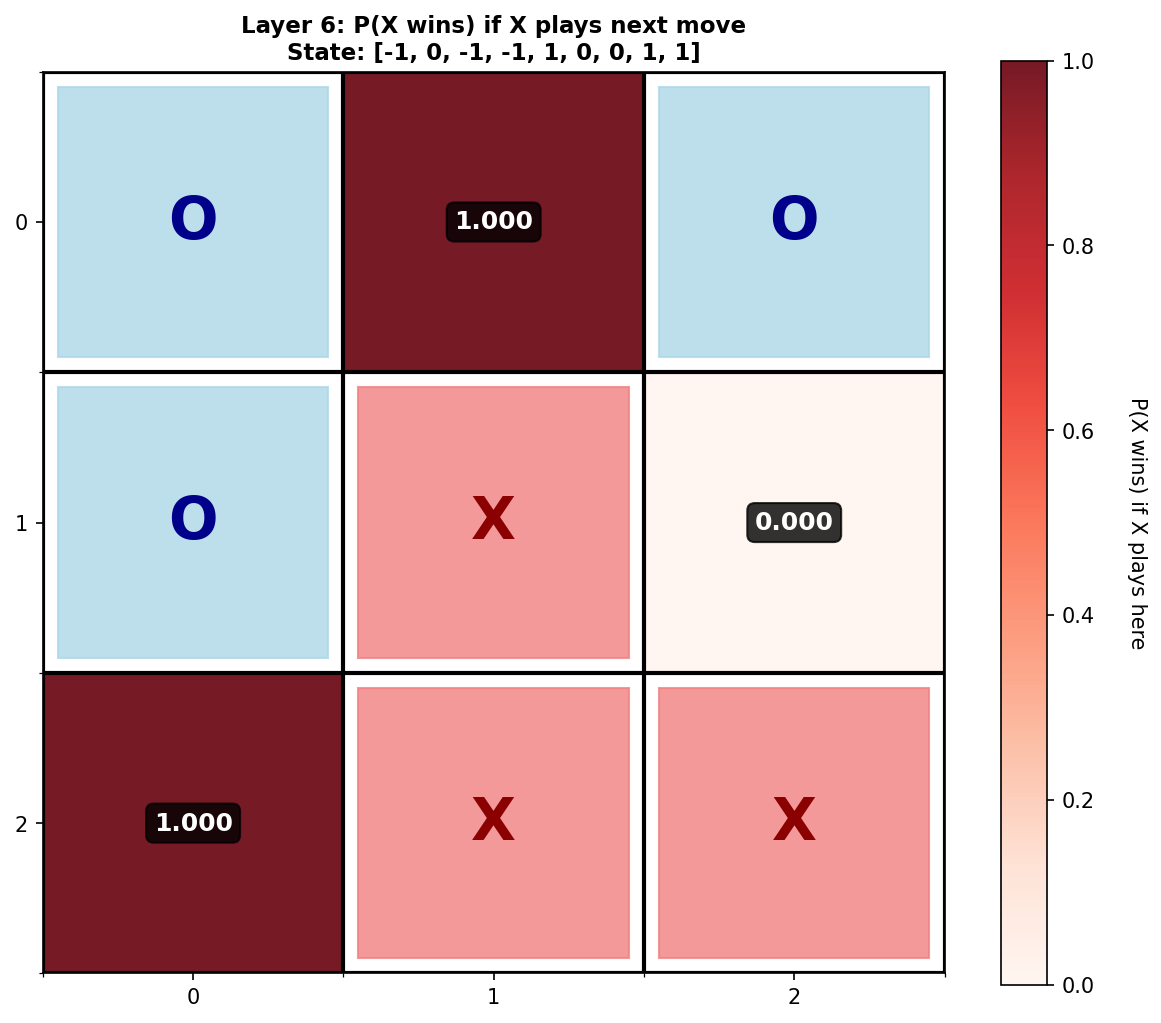 Layer 6: P(X wins) if X plays next move
State: [-1, 0, -1, -1, 1, 0, 0, 1, 1]
0
O
1.000
O
1
O
X
0.000
2
1.000
X
X
0
1
2
1.0
0.8
0.6
0.4
0.2
0.0
P(X wins) if X plays here